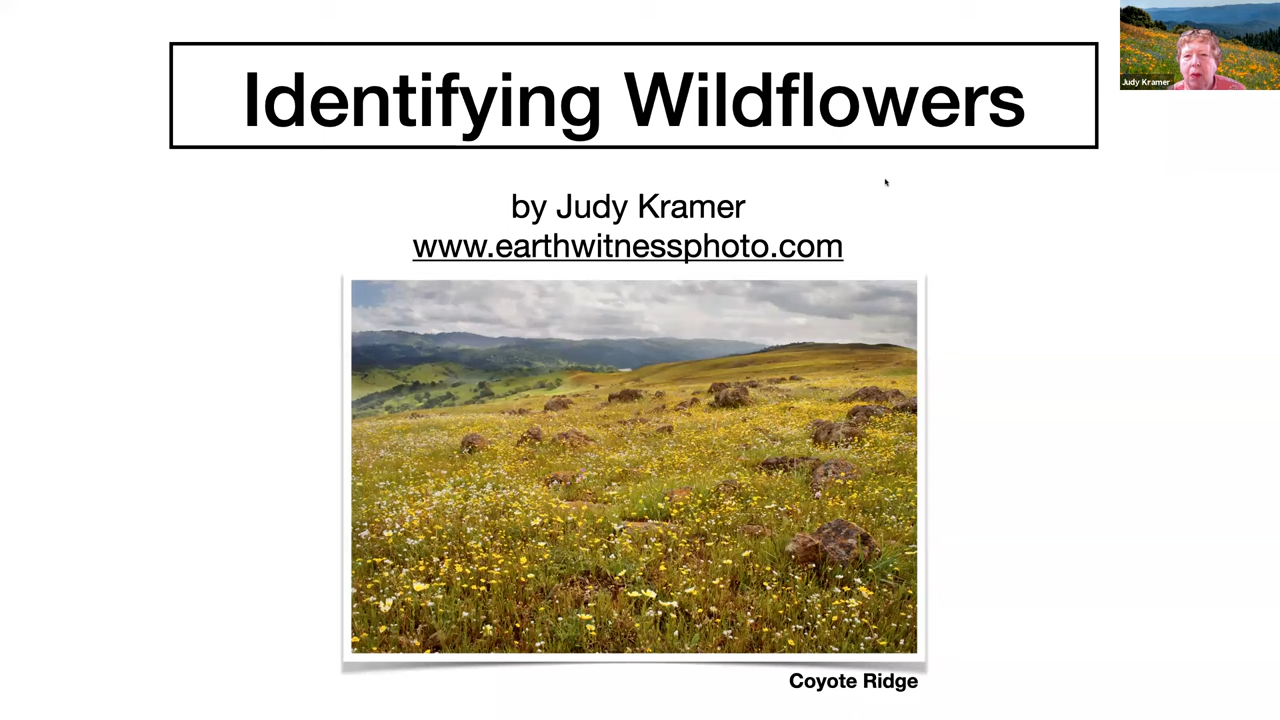 Identifying Wildflowers
Judy Kramer
by Judy Kramer
www.earthwitnessphoto.com
Coyote Ridge